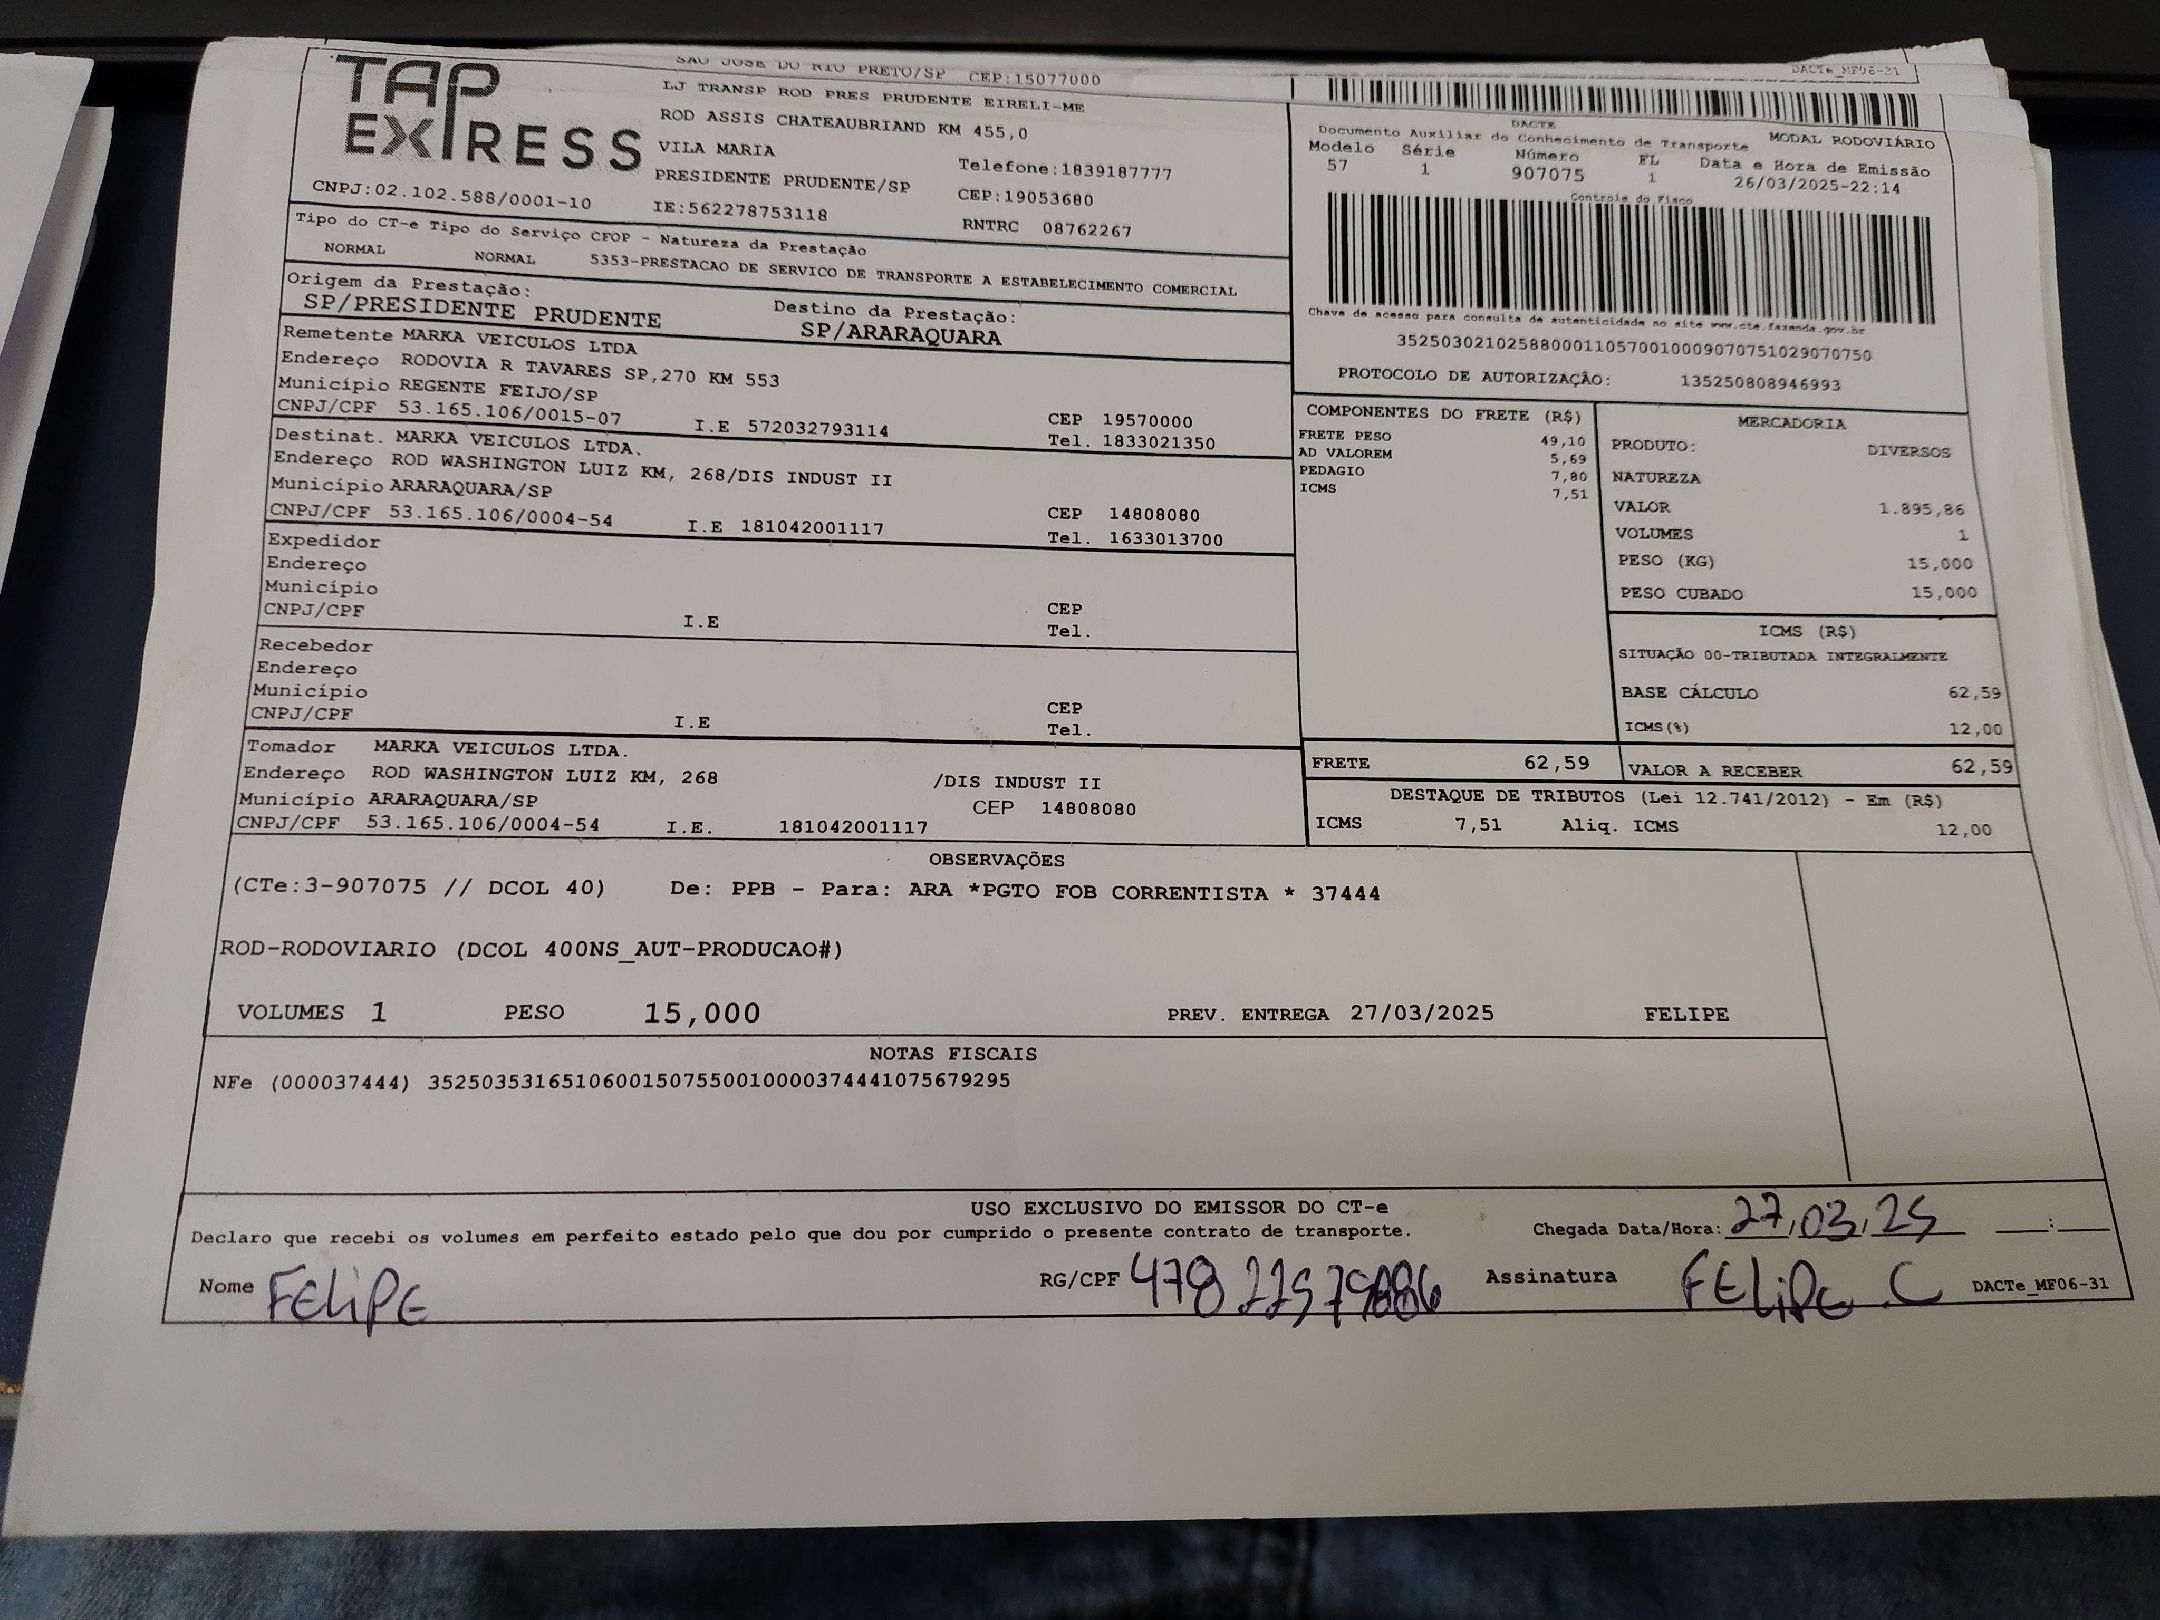 SAO JOSE DO RIO PRETO/SP CEP:15077000
DACTe_MF06-31
TAP EXPRESS
LJ TRANSP ROD PRES PRUDENTE EIRELI-ME
ROD ASSIS CHATEAUBRIAND KM 455,0
VILA MARIA
Telefone:1839187777
PRESIDENTE PRUDENTE/SP
CEP:19053680
CNPJ:02.102.588/0001-10
IE:562278753118
RNTRC 08762267
DACTE
Documento Auxiliar do Conhecimento de Transporte MODAL RODOVIÁRIO
Modelo Série Número FL Data e Hora de Emissão
57 1 907075 1 26/03/2025-22:14
Controle do Fisco
Chave de acesso para consulta de autenticidade no site www.cte.fazenda.gov.br
35250302102588000110570010009070751029070750
PROTOCOLO DE AUTORIZAÇÃO: 135250808946993
Tipo do CT-e Tipo do Serviço CFOP - Natureza da Prestação
NORMAL NORMAL 5353-PRESTACAO DE SERVICO DE TRANSPORTE A ESTABELECIMENTO COMERCIAL
Origem da Prestação: Destino da Prestação:
SP/PRESIDENTE PRUDENTE SP/ARARAQUARA
Remetente MARKA VEICULOS LTDA
Endereço RODOVIA R TAVARES SP,270 KM 553
Município REGENTE FEIJO/SP CEP 19570000
CNPJ/CPF 53.165.106/0015-07 I.E 572032793114 Tel. 1833021350
Destinat. MARKA VEICULOS LTDA.
Endereço ROD WASHINGTON LUIZ KM, 268/DIS INDUST II
Município ARARAQUARA/SP CEP 14808080
CNPJ/CPF 53.165.106/0004-54 I.E 181042001117 Tel. 1633013700
Expedidor
Endereço
Município CEP
CNPJ/CPF I.E Tel.
Recebedor
Endereço
Município CEP
CNPJ/CPF I.E Tel.
Tomador MARKA VEICULOS LTDA.
Endereço ROD WASHINGTON LUIZ KM, 268 /DIS INDUST II
Município ARARAQUARA/SP CEP 14808080
CNPJ/CPF 53.165.106/0004-54 I.E. 181042001117
COMPONENTES DO FRETE (R$)
FRETE PESO 49,10
AD VALOREM 5,69
PEDAGIO 7,80
ICMS 7,51
MERCADORIA
PRODUTO: DIVERSOS
NATUREZA
VALOR 1.895,86
VOLUMES 1
PESO (KG) 15,000
PESO CUBADO 15,000
ICMS (R$)
SITUAÇÃO 00-TRIBUTADA INTEGRALMENTE
BASE CÁLCULO 62,59
ICMS(%) 12,00
FRETE 62,59 VALOR A RECEBER 62,59
DESTAQUE DE TRIBUTOS (Lei 12.741/2012) - Em (R$)
ICMS 7,51 Aliq. ICMS 12,00
OBSERVAÇÕES
(CTe:3-907075 // DCOL 40) De: PPB - Para: ARA *PGTO FOB CORRENTISTA * 37444
ROD-RODOVIARIO (DCOL 400NS_AUT-PRODUCAO#)
VOLUMES 1 PESO 15,000 PREV. ENTREGA 27/03/2025 FELIPE
NOTAS FISCAIS
NFe (000037444) 35250353165106001507550010000374441075679295
USO EXCLUSIVO DO EMISSOR DO CT-e
Declaro que recebi os volumes em perfeito estado pelo que dou por cumprido o presente contrato de transporte. Chegada Data/Hora: 27/03/25 __:__
Nome FELIPE RG/CPF Assinatura FELIPE.C DACTe_MF06-31